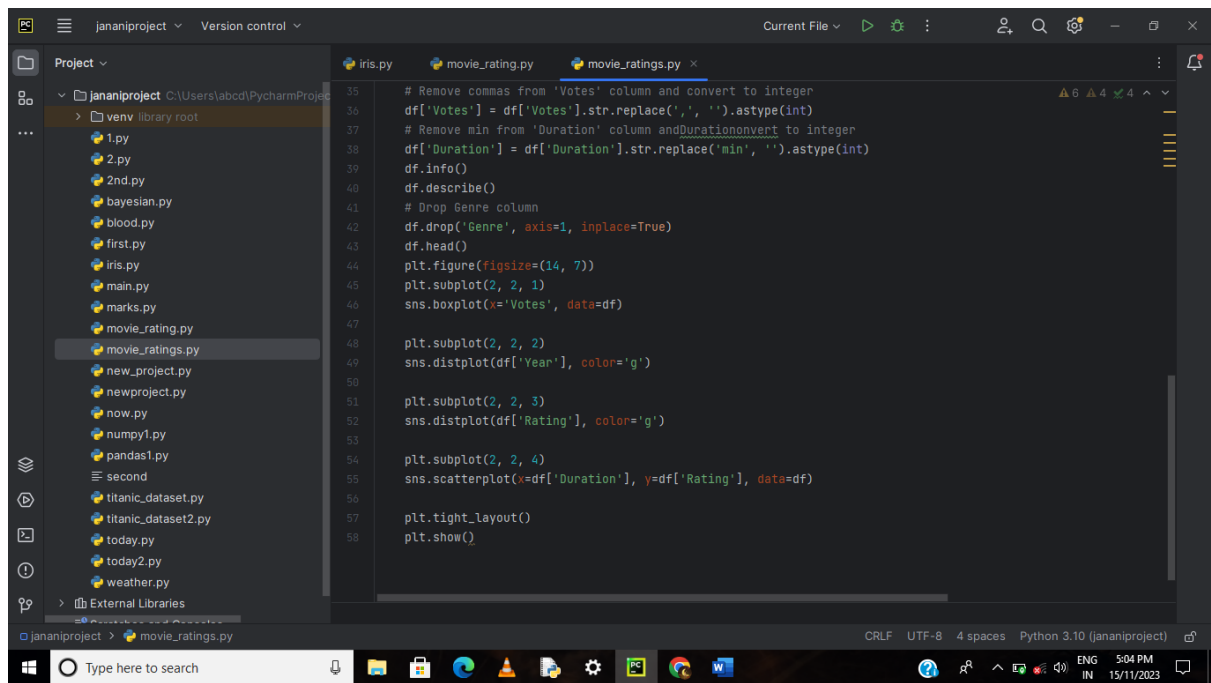 PC jananiproject Version control Current File
Project iris.py movie_rating.py movie_ratings.py
jananiproject C:\Users\abcd\PycharmProjec
venv library root
1.py
2.py
2nd.py
bayesian.py
blood.py
first.py
iris.py
main.py
marks.py
movie_rating.py
movie_ratings.py
new_project.py
newproject.py
now.py
numpy1.py
pandas1.py
second
titanic_dataset.py
titanic_dataset2.py
today.py
today2.py
weather.py
External Libraries
Scratches and Consoles
6 4 4
35 # Remove commas from 'Votes' column and convert to integer
36 df['Votes'] = df['Votes'].str.replace(',', '').astype(int)
37 # Remove min from 'Duration' column andDurationonvert to integer
38 df['Duration'] = df['Duration'].str.replace('min', '').astype(int)
39 df.info()
40 df.describe()
41 # Drop Genre column
42 df.drop('Genre', axis=1, inplace=True)
43 df.head()
44 plt.figure(figsize=(14, 7))
45 plt.subplot(2, 2, 1)
46 sns.boxplot(x='Votes', data=df)
47
48 plt.subplot(2, 2, 2)
49 sns.distplot(df['Year'], color='g')
50
51 plt.subplot(2, 2, 3)
52 sns.distplot(df['Rating'], color='g')
53
54 plt.subplot(2, 2, 4)
55 sns.scatterplot(x=df['Duration'], y=df['Rating'], data=df)
56
57 plt.tight_layout()
58 plt.show()
jananiproject > movie_ratings.py CRLF UTF-8 4 spaces Python 3.10 (jananiproject)
Type here to search PC W ENG 5:04 PM
IN 15/11/2023